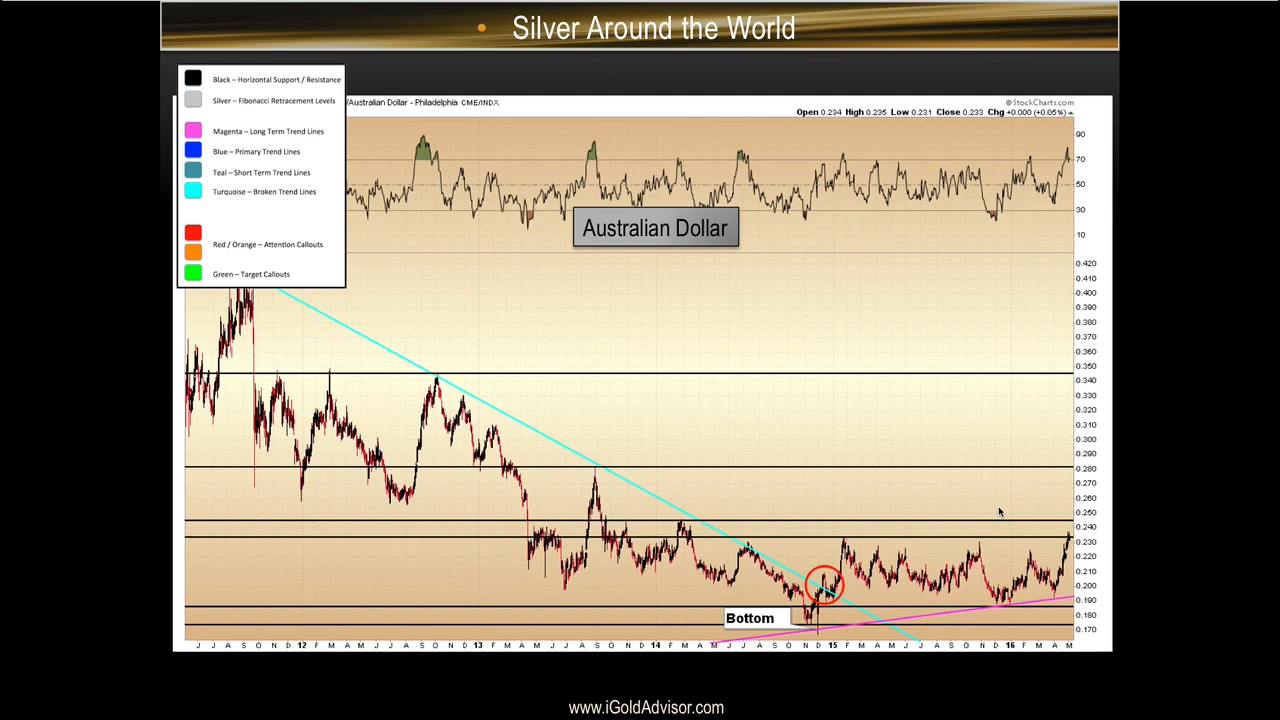 • Silver Around the World
Black – Horizontal Support / Resistance
Silver – Fibonacci Retracement Levels
Magenta – Long Term Trend Lines
Blue – Primary Trend Lines
Teal – Short Term Trend Lines
Turquoise – Broken Trend Lines
Red / Orange – Attention Callouts
Green – Target Callouts
/Australian Dollar - Philadelphia CME/INDX
© StockCharts.com
Open 0.234 High 0.235 Low 0.231 Close 0.233 Chg +0.000 (+0.05%)
90
70
50
30
10
Australian Dollar
0.420
0.410
0.400
0.390
0.380
0.370
0.360
0.350
0.340
0.330
0.320
0.310
0.300
0.290
0.280
0.270
0.260
0.250
0.240
0.230
0.220
0.210
0.200
0.190
0.180
0.170
Bottom
J J A S O N D 12 F M A M J J A S O N D 13 F M A M J J A S O N D 14 F M A M J J A S O N D 15 F M A M J J A S O N D 16 F M A M
www.iGoldAdvisor.com